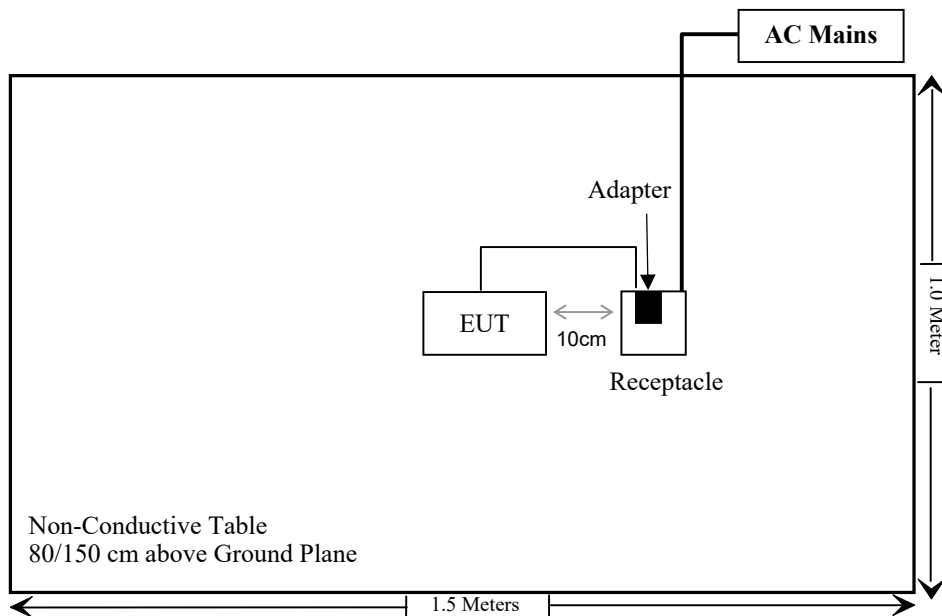 AC Mains
Adapter
EUT
10cm
Receptacle
1.0 Meter
Non-Conductive Table
80/150 cm above Ground Plane
1.5 Meters